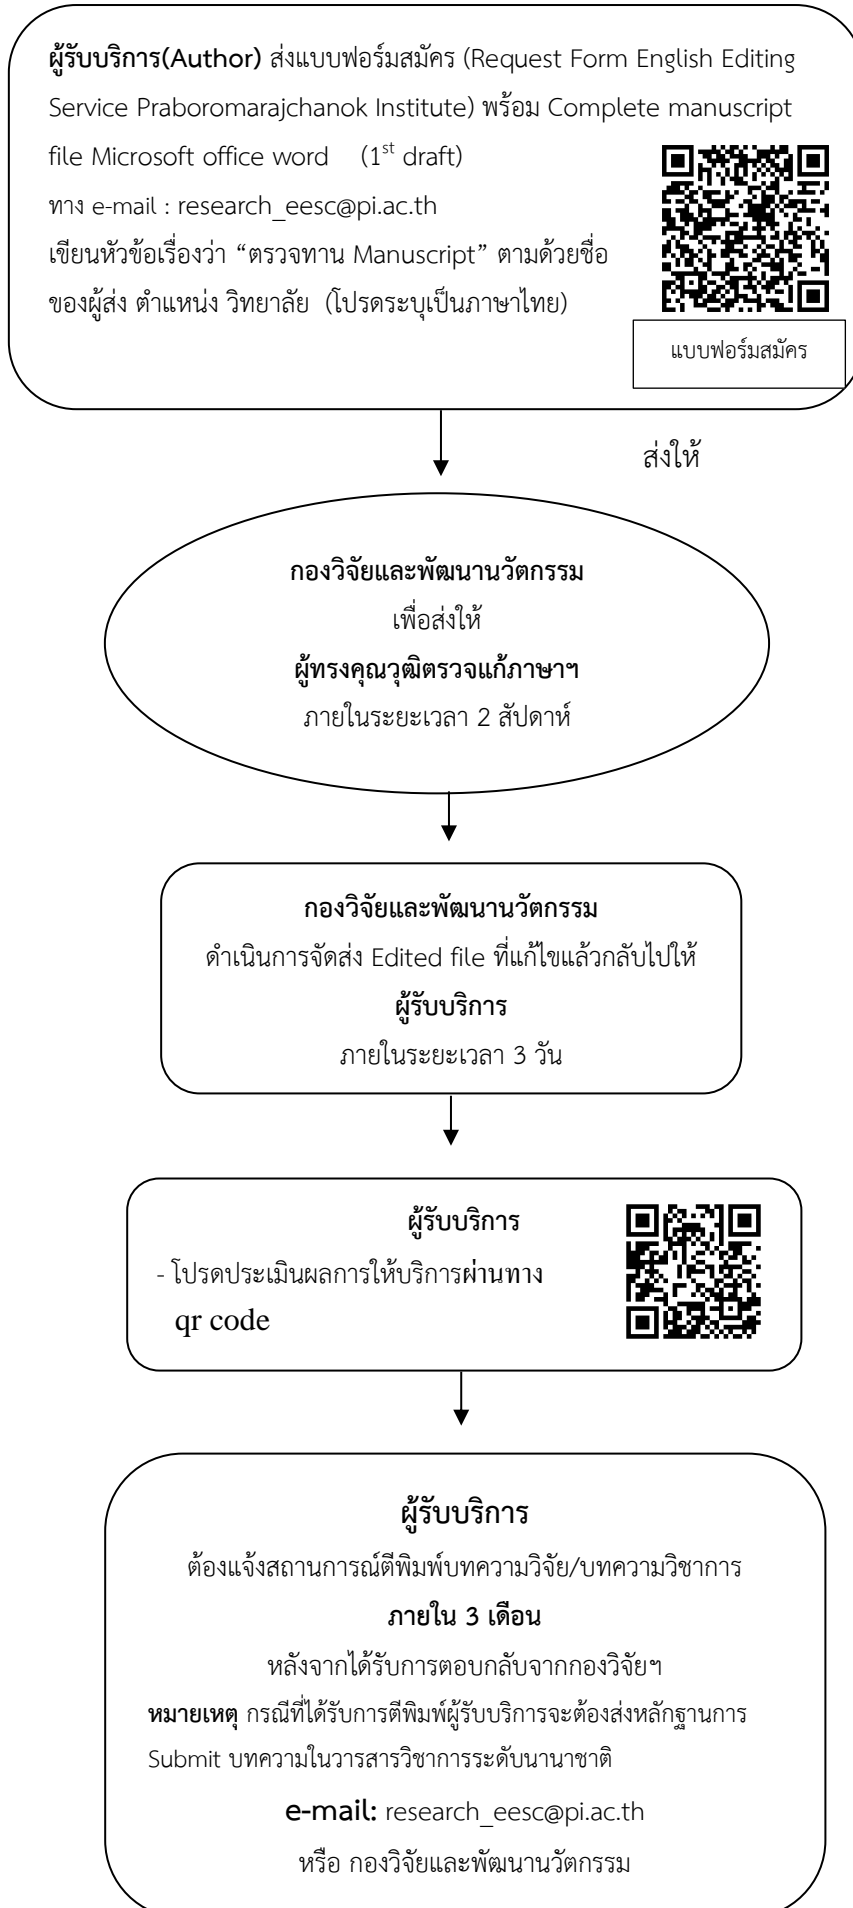 ผู้รับบริการ(Author) ส่งแบบฟอร์มสมัคร (Request Form English Editing
Service Praboromarajchanok Institute) พร้อม Complete manuscript
file Microsoft office word (1st draft)
ทาง e-mail : research_eesc@pi.ac.th
เขียนหัวข้อเรื่องว่า “ตรวจทาน Manuscript” ตามด้วยชื่อ
ของผู้ส่ง ตำแหน่ง วิทยาลัย (โปรดระบุเป็นภาษาไทย)
แบบฟอร์มสมัคร
ส่งให้
กองวิจัยและพัฒนานวัตกรรม
เพื่อส่งให้
ผู้ทรงคุณวุฒิตรวจแก้ภาษาฯ
ภายในระยะเวลา 2 สัปดาห์
กองวิจัยและพัฒนานวัตกรรม
ดำเนินการจัดส่ง Edited file ที่แก้ไขแล้วกลับไปให้
ผู้รับบริการ
ภายในระยะเวลา 3 วัน
ผู้รับบริการ
- โปรดประเมินผลการให้บริการผ่านทาง
qr code
ผู้รับบริการ
ต้องแจ้งสถานการณ์ตีพิมพ์บทความวิจัย/บทความวิชาการ
ภายใน 3 เดือน
หลังจากได้รับการตอบกลับจากกองวิจัยฯ
หมายเหตุ กรณีที่ได้รับการตีพิมพ์ผู้รับบริการจะต้องส่งหลักฐานการ
Submit บทความในวารสารวิชาการระดับนานาชาติ
e-mail: research_eesc@pi.ac.th
หรือ กองวิจัยและพัฒนานวัตกรรม